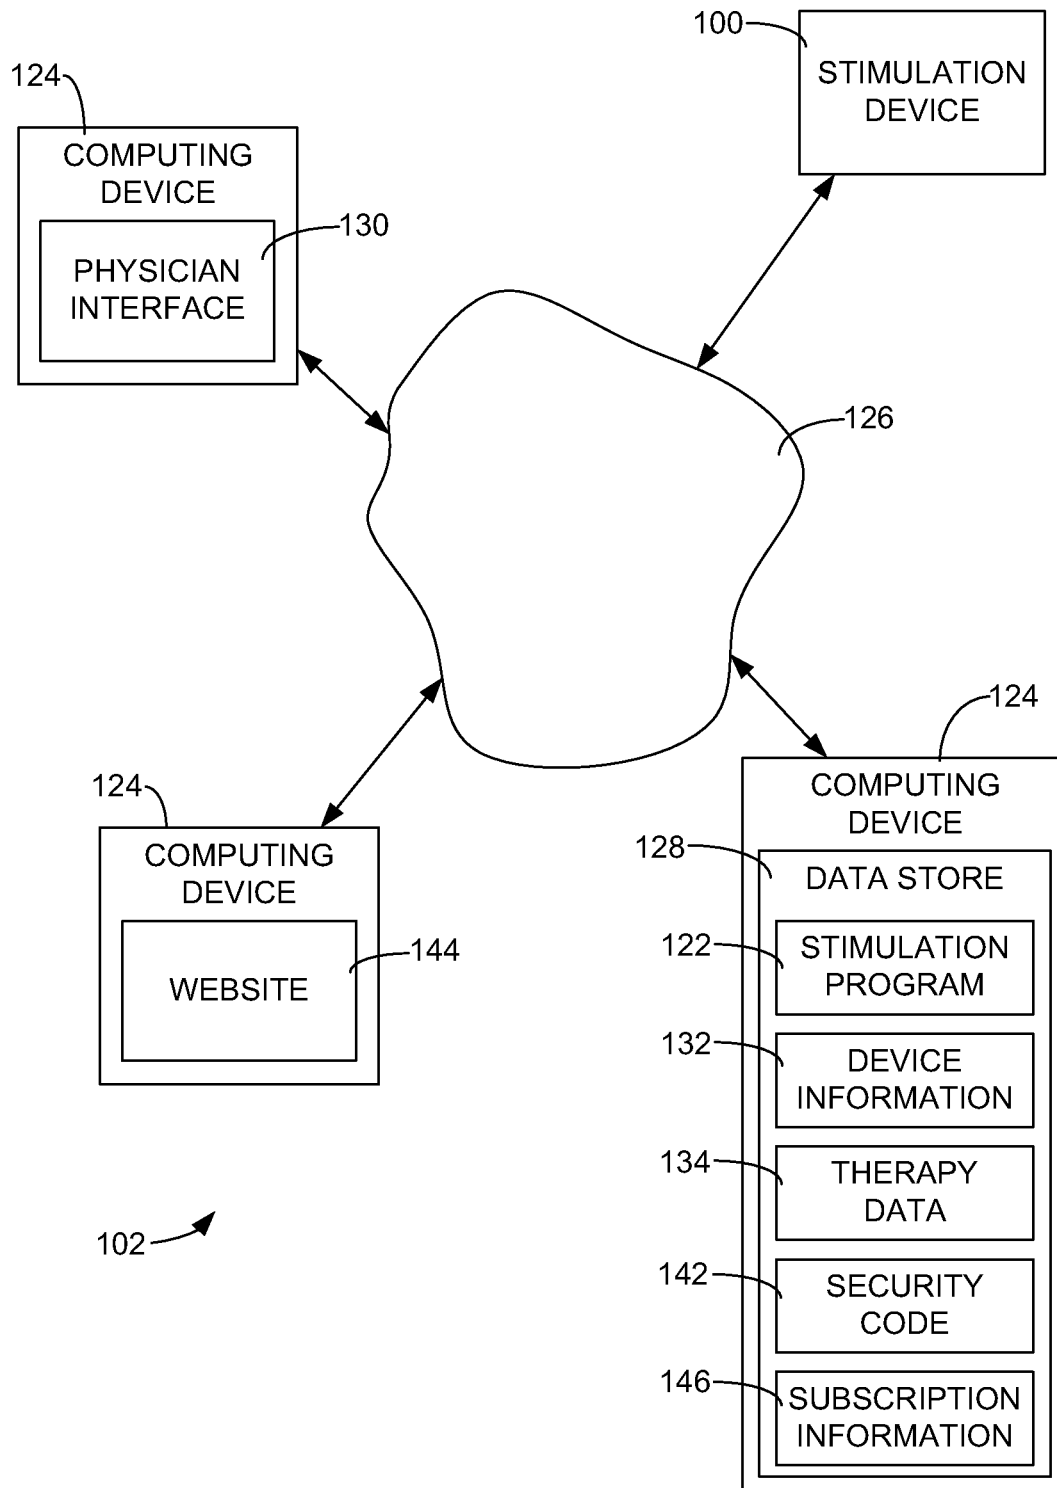 100
STIMULATION
DEVICE
124
COMPUTING
DEVICE
130
PHYSICIAN
INTERFACE
126
124
COMPUTING
DEVICE
144
WEBSITE
124
COMPUTING
DEVICE
128
DATA STORE
122
STIMULATION
PROGRAM
132
DEVICE
INFORMATION
134
THERAPY
DATA
142
SECURITY
CODE
146
SUBSCRIPTION
INFORMATION
102